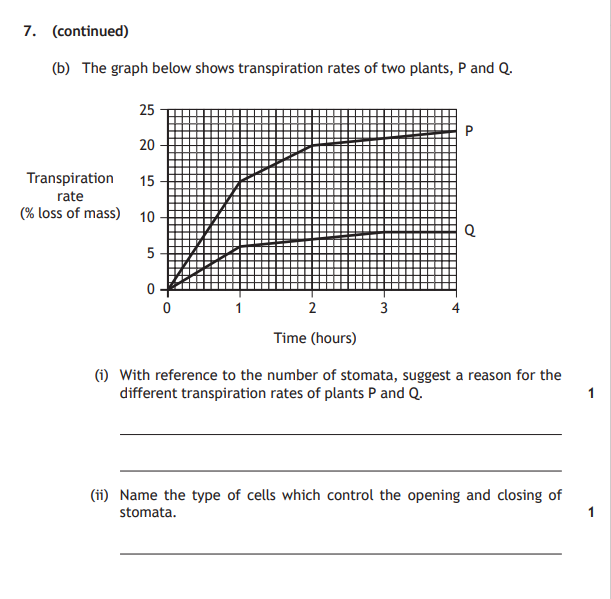 7. (continued)
(b) The graph below shows transpiration rates of two plants, P and Q.
25
20
15
10
5
0
Transpiration
rate
(% loss of mass)
P
Q
0 1 2 3 4
Time (hours)
(i) With reference to the number of stomata, suggest a reason for the
different transpiration rates of plants P and Q. 1
(ii) Name the type of cells which control the opening and closing of
stomata. 1